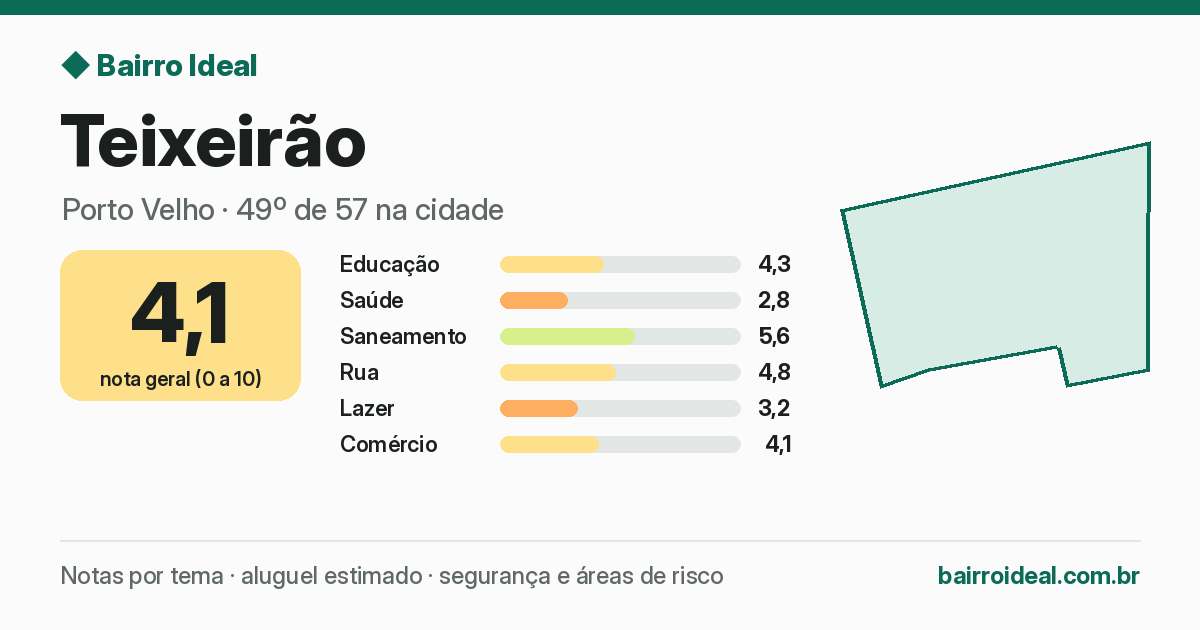 Bairro Ideal
Teixeirão
Porto Velho · 49º de 57 na cidade
4,1
nota geral (0 a 10)
Educação 4,3
Saúde 2,8
Saneamento 5,6
Rua 4,8
Lazer 3,2
Comércio 4,1
Notas por tema · aluguel estimado · segurança e áreas de risco
bairroideal.com.br